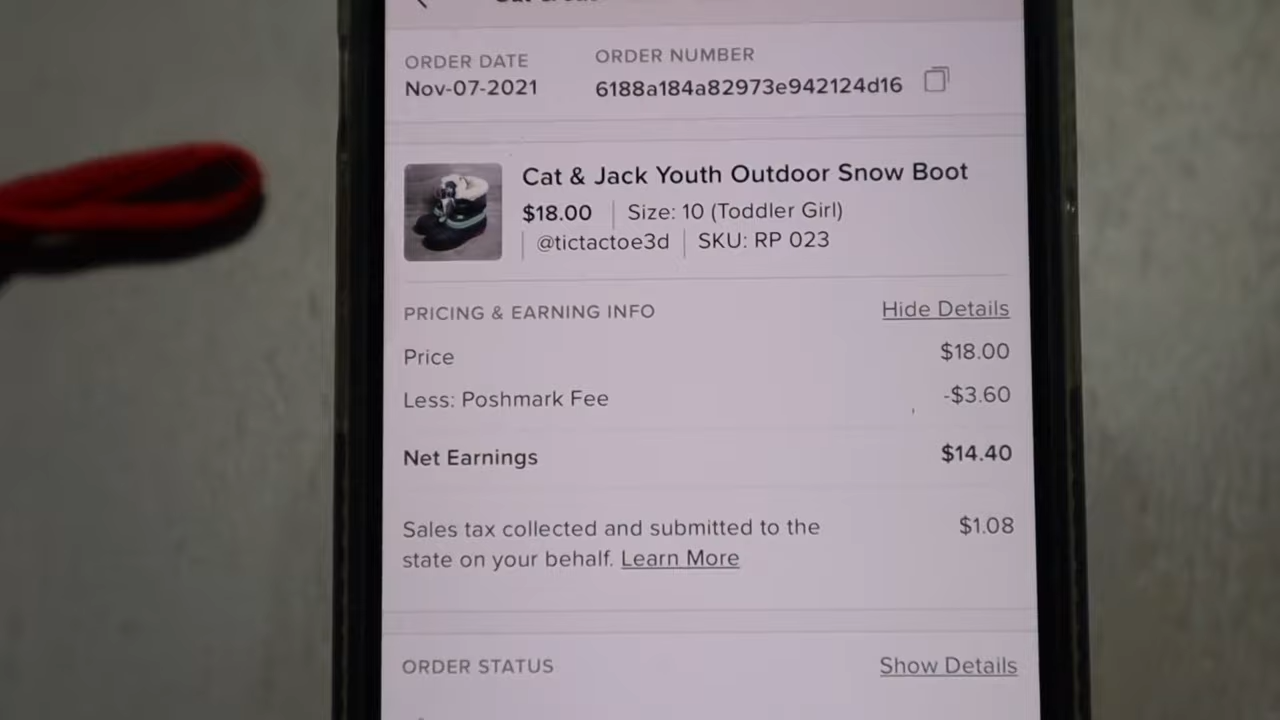 ORDER DATE ORDER NUMBER
Nov-07-2021 6188a184a82973e942124d16
Cat & Jack Youth Outdoor Snow Boot
$18.00 Size: 10 (Toddler Girl)
@tictactoe3d SKU: RP 023
PRICING & EARNING INFO Hide Details
Price $18.00
Less: Poshmark Fee -$3.60
Net Earnings $14.40
Sales tax collected and submitted to the $1.08
state on your behalf. Learn More
ORDER STATUS Show Details